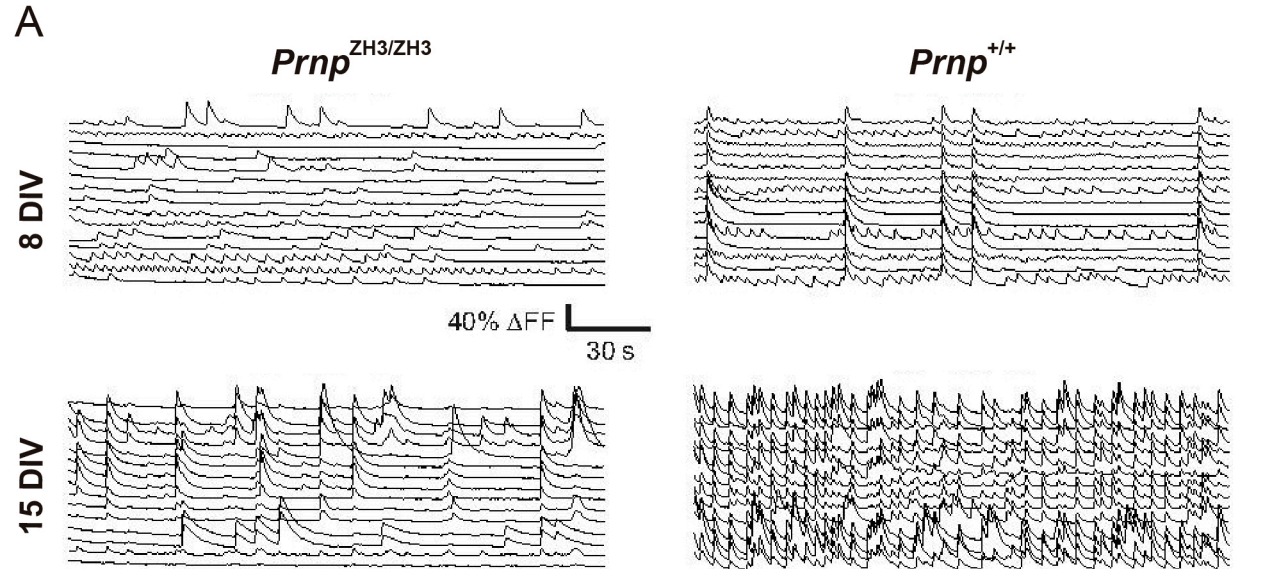 A
Prnp ZH3/ZH3
Prnp +/+
8 DIV
40% ΔFF
30 s
15 DIV